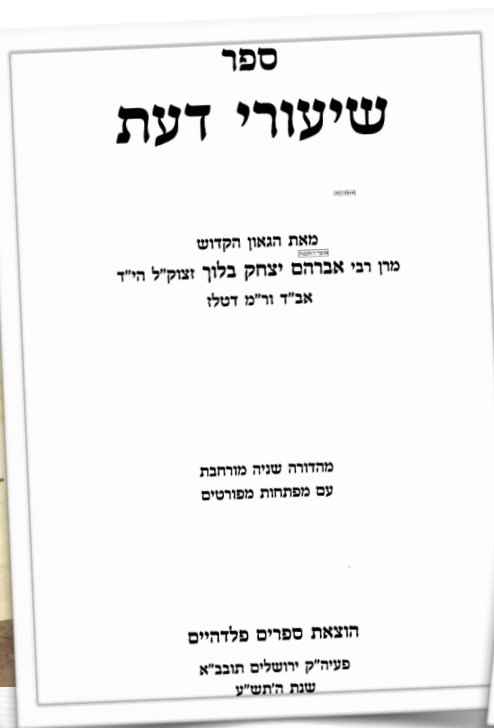 ספר
שיעורי דעת
מאת הגאון הקדוש
מרן רבי אברהם יצחק בלוך זצוק״ל הי״ד
אב״ד ור״מ דטלז
מהדורה שניה מורחבת
עם מפתחות מפורטים
הוצאת ספרים פלדהיים
פעיה״ק ירושלים תובב״א
שנת ה׳תש״ע